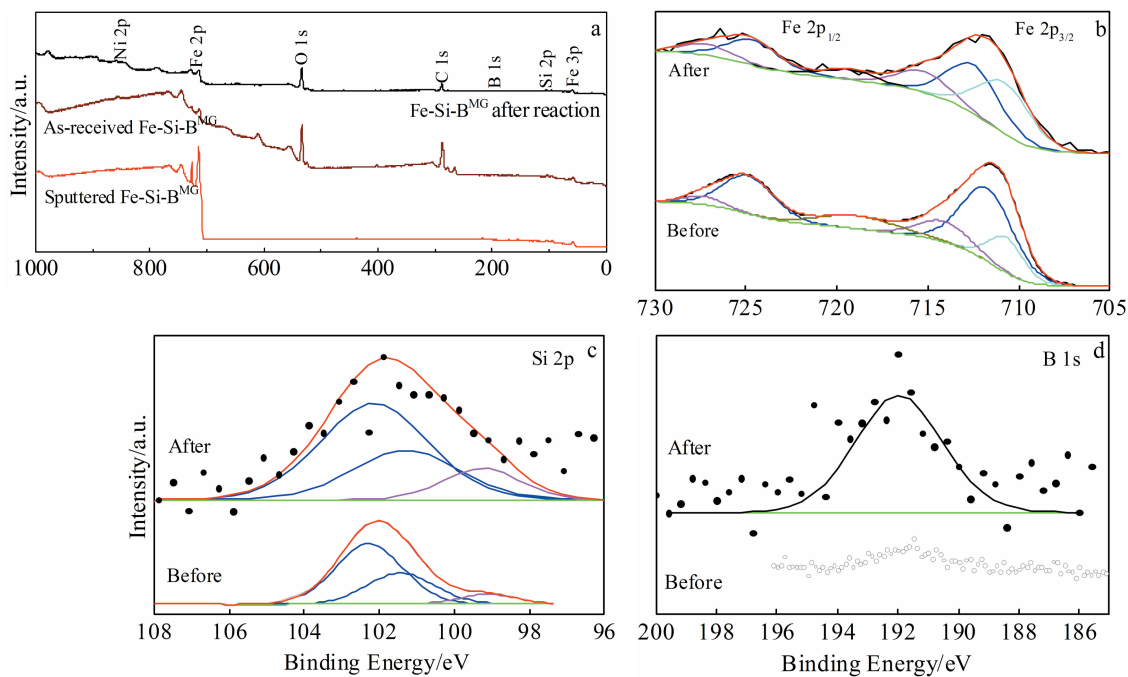 a
Ni 2p
Fe 2p
O 1s
C 1s
B 1s
Si 2p
Fe 3p
Fe-Si-B^MG after reaction
As-received Fe-Si-B^MG
Sputtered Fe-Si-B^MG
Intensity/a.u.
1000 800 600 400 200 0
b
Fe 2p1/2
Fe 2p3/2
After
Before
730 725 720 715 710 705
c
Si 2p
After
Before
Intensity/a.u.
108 106 104 102 100 98 96
Binding Energy/eV
d
B 1s
After
Before
200 198 196 194 192 190 188 186
Binding Energy/eV